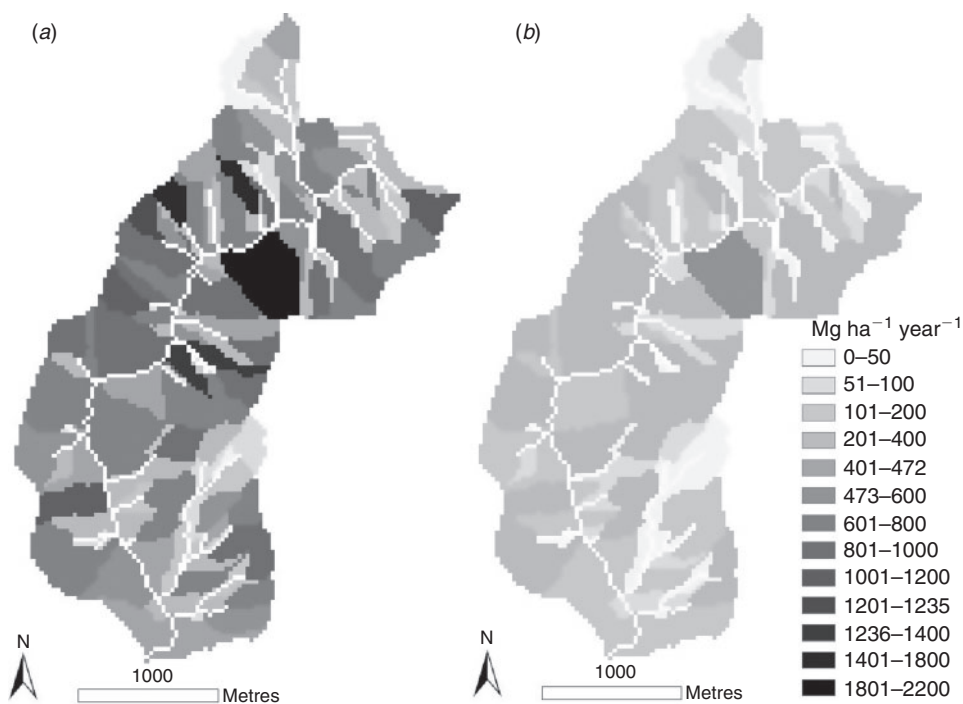 (a)
(b)
Mg ha⁻¹ year⁻¹
0–50
51–100
101–200
201–400
401–472
473–600
601–800
801–1000
1001–1200
1201–1235
1236–1400
1401–1800
1801–2200
N
1000
Metres
N
1000
Metres